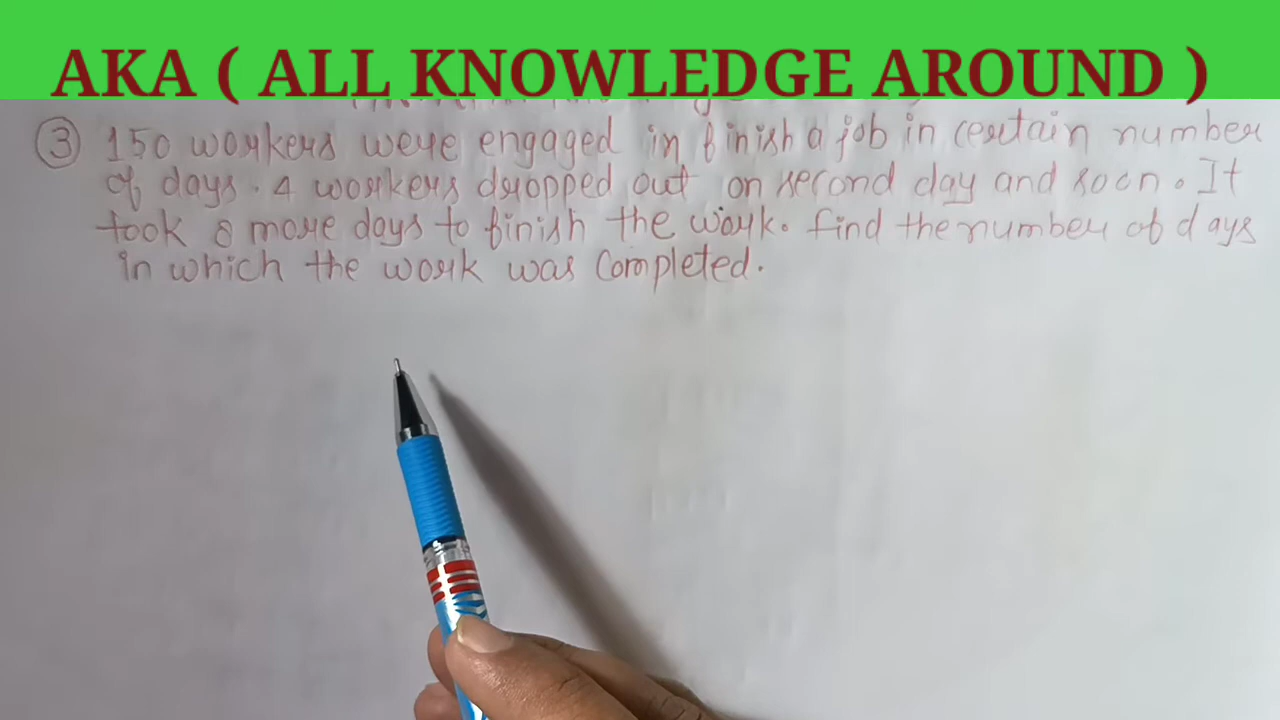 AKA ( ALL KNOWLEDGE AROUND )
3 150 workers were engaged in finish a job in certain number
of days. 4 workers dropped out on second day and soon. It
took 8 more days to finish the work. find the number of days
in which the work was completed.